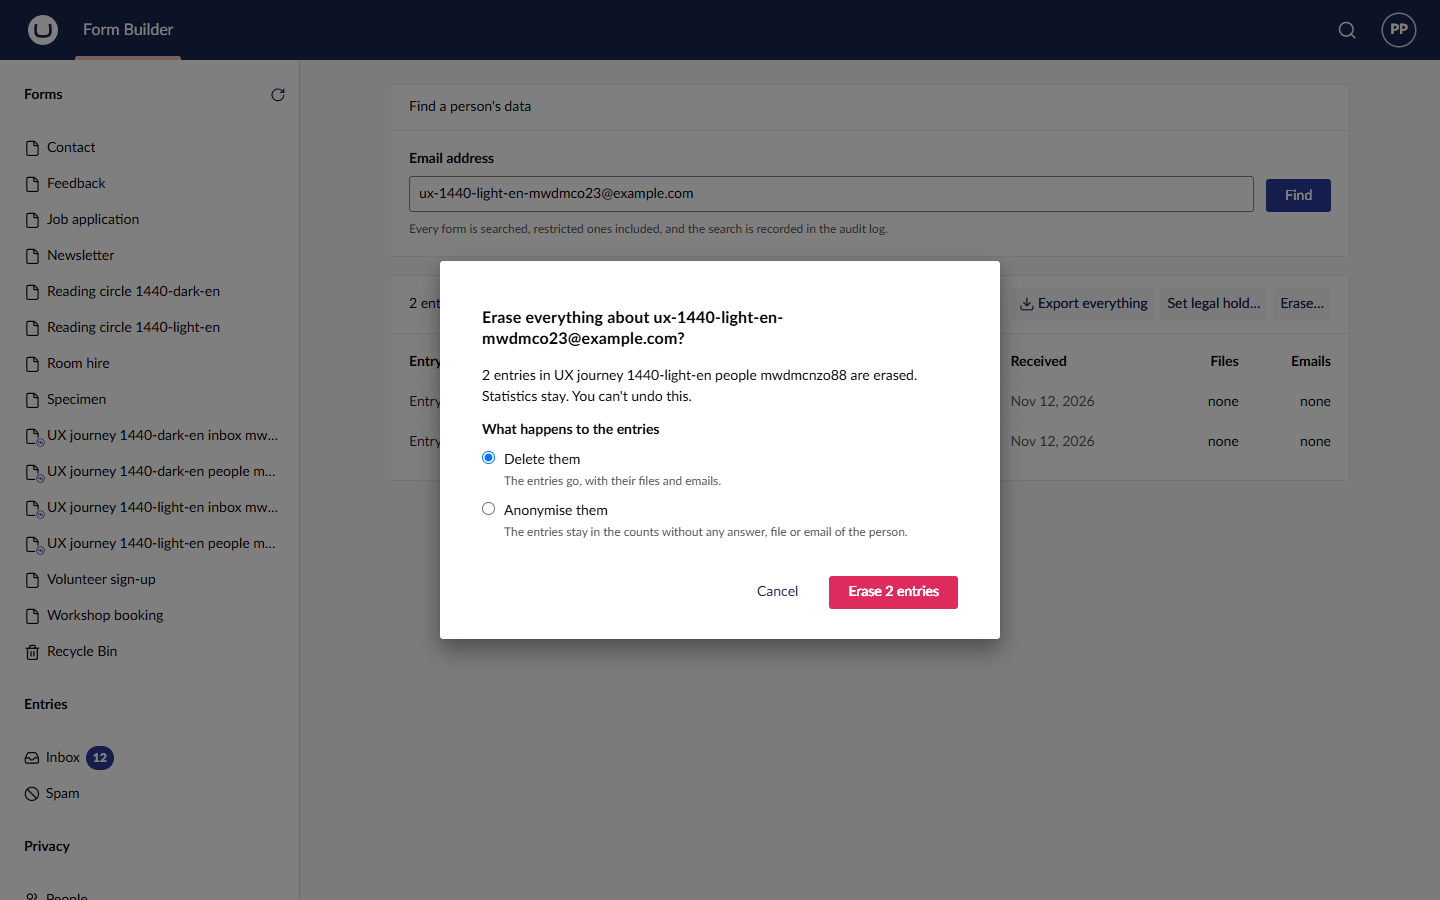 Form Builder
PP
Forms
Contact
Feedback
Job application
Newsletter
Reading circle 1440-dark-en
Reading circle 1440-light-en
Room hire
Specimen
UX journey 1440-dark-en inbox mw...
UX journey 1440-dark-en people m...
UX journey 1440-light-en inbox mw...
UX journey 1440-light-en people m...
Volunteer sign-up
Workshop booking
Recycle Bin
Entries
Inbox 12
Spam
Privacy
People
Find a person's data
Email address
ux-1440-light-en-mwdmco23@example.com
Find
Every form is searched, restricted ones included, and the search is recorded in the audit log.
2 ent
Export everything
Set legal hold...
Erase...
Entry Received Files Emails
Entry Nov 12, 2026 none none
Entry Nov 12, 2026 none none
Erase everything about ux-1440-light-en-
mwdmco23@example.com?
2 entries in UX journey 1440-light-en people mwdmcnzo88 are erased.
Statistics stay. You can't undo this.
What happens to the entries
Delete them
The entries go, with their files and emails.
Anonymise them
The entries stay in the counts without any answer, file or email of the person.
Cancel
Erase 2 entries